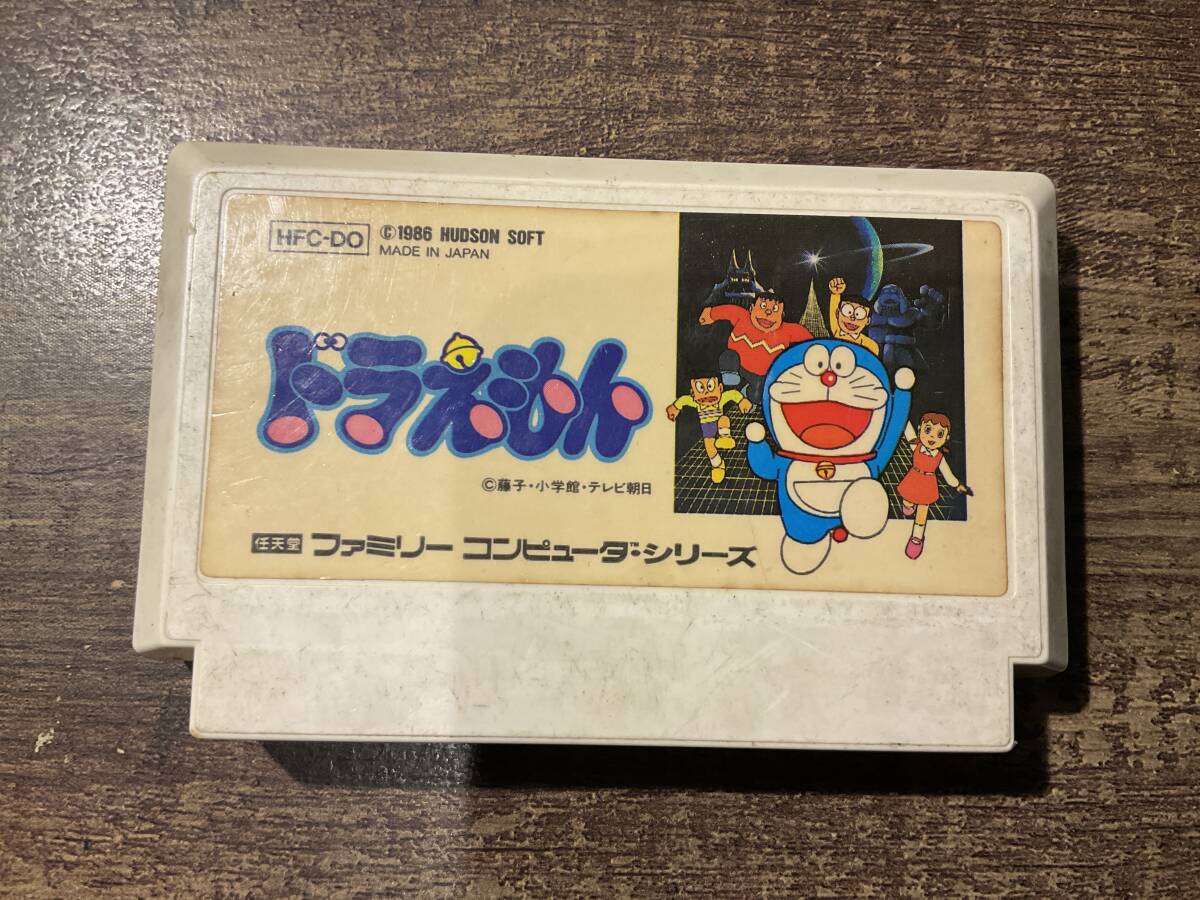 HFC-DO
©1986 HUDSON SOFT
MADE IN JAPAN
ドラえもん
©藤子・小学館・テレビ朝日
任天堂 ファミリー コンピュータ™・シリーズ